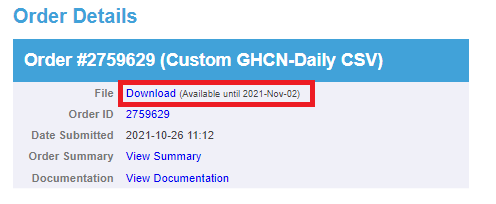 Order Details
Order #2759629 (Custom GHCN-Daily CSV)
File Download (Available until 2021-Nov-02)
Order ID 2759629
Date Submitted 2021-10-26 11:12
Order Summary View Summary
Documentation View Documentation